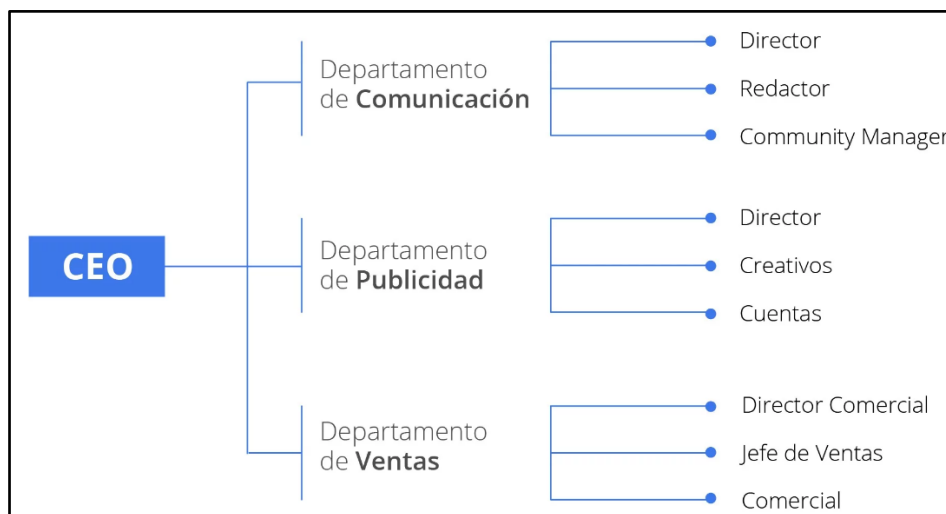 CEO
Departamento
de Comunicación
Director
Redactor
Community Manager
Departamento
de Publicidad
Director
Creativos
Cuentas
Departamento
de Ventas
Director Comercial
Jefe de Ventas
Comercial